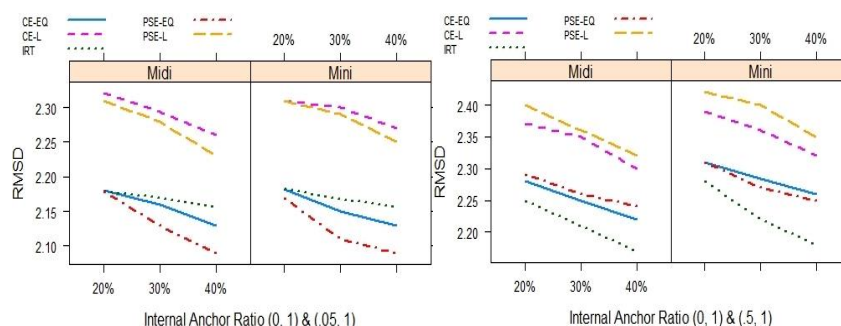 CE-EQ PSE-EQ
CE-L PSE-L
IRT
20% 30% 40%
Midi Mini
RMSD
2.30
2.25
2.20
2.15
2.10
20% 30% 40%
Internal Anchor Ratio (0, 1) & (.05, 1)
CE-EQ PSE-EQ
CE-L PSE-L
IRT
20% 30% 40%
Midi Mini
RMSD
2.40
2.35
2.30
2.25
2.20
20% 30% 40%
Internal Anchor Ratio (0, 1) & (.5, 1)